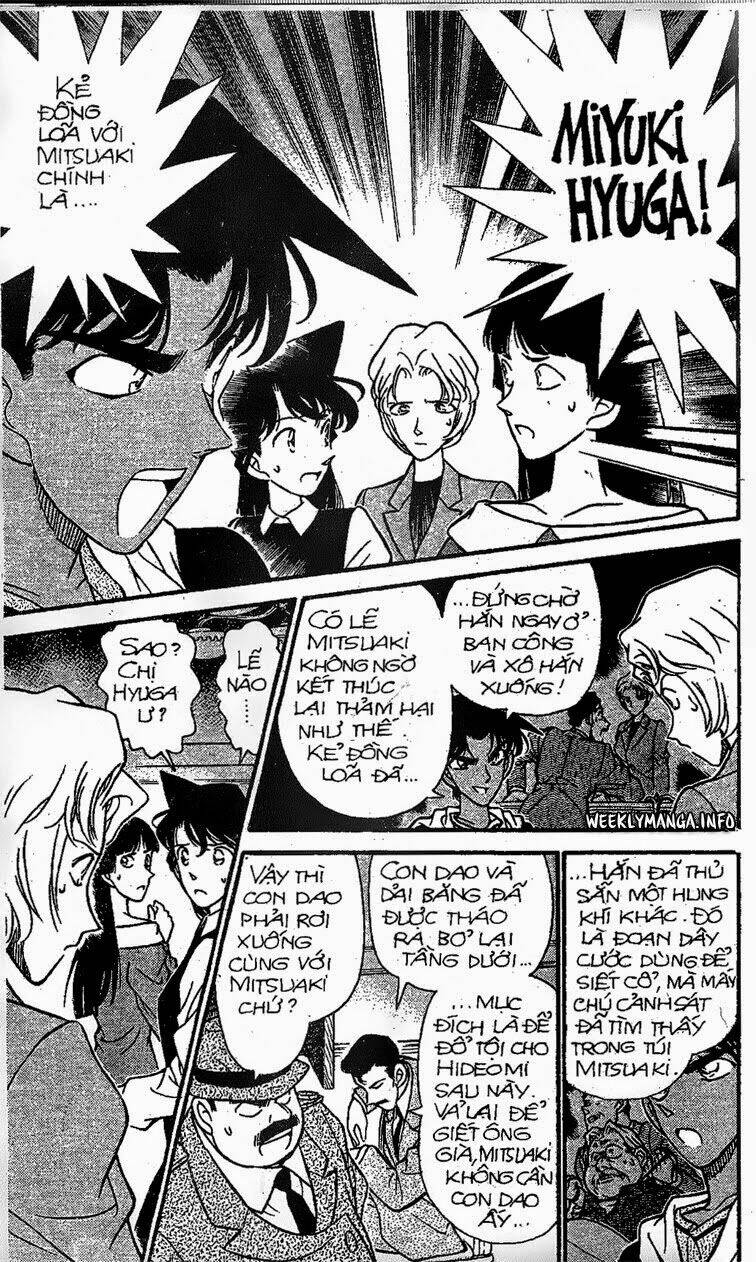 KẺ
ĐỒNG
LOÃ VỚI
MITSUAKI
CHÍNH
LÀ....
MIYUKI
HYUGA!
CÓ LẼ
MITSUAKI
KHÔNG NGỜ
KẾT THÚC
LẠI THẢM HẠI
NHƯ THẾ.
KẺ ĐỒNG
LOÃ ĐÃ...
...ĐỨNG CHỜ
HẮN NGAY Ở
BAN CÔNG
VÀ XÔ HẮN
XUỐNG!
SAO?
CHỊ
HYUGA
Ư?
LẼ
NÀO
.....
WEEKLYMANGA.INFO
VẬY THÌ
CON DAO
PHẢI RƠI
XUỐNG
CÙNG VỚI
MITSUAKI
CHỨ?
CON DAO VÀ
DẢI BĂNG ĐÃ
ĐƯỢC THÁO
RA, BỎ LẠI
TẦNG DƯỚI...
...MỤC
ĐÍCH LÀ ĐỂ
ĐỔ TỘI CHO
HIDEOMI
SAU NÀY.
VẢ LẠI ĐỂ
GIẾT ÔNG
GIÀ, MITSUAKI
KHÔNG CẦN
CON DAO
ẤY...
...HẮN ĐÃ THỦ
SẴN MỘT HUNG
KHÍ KHÁC. ĐÓ
LÀ ĐOẠN DÂY
CƯỚC DÙNG ĐỂ
SIẾT CỔ, MÀ MẤY
CHÚ CẢNH SÁT
ĐÃ TÌM THẤY
TRONG TÚI
MITSUAKI.